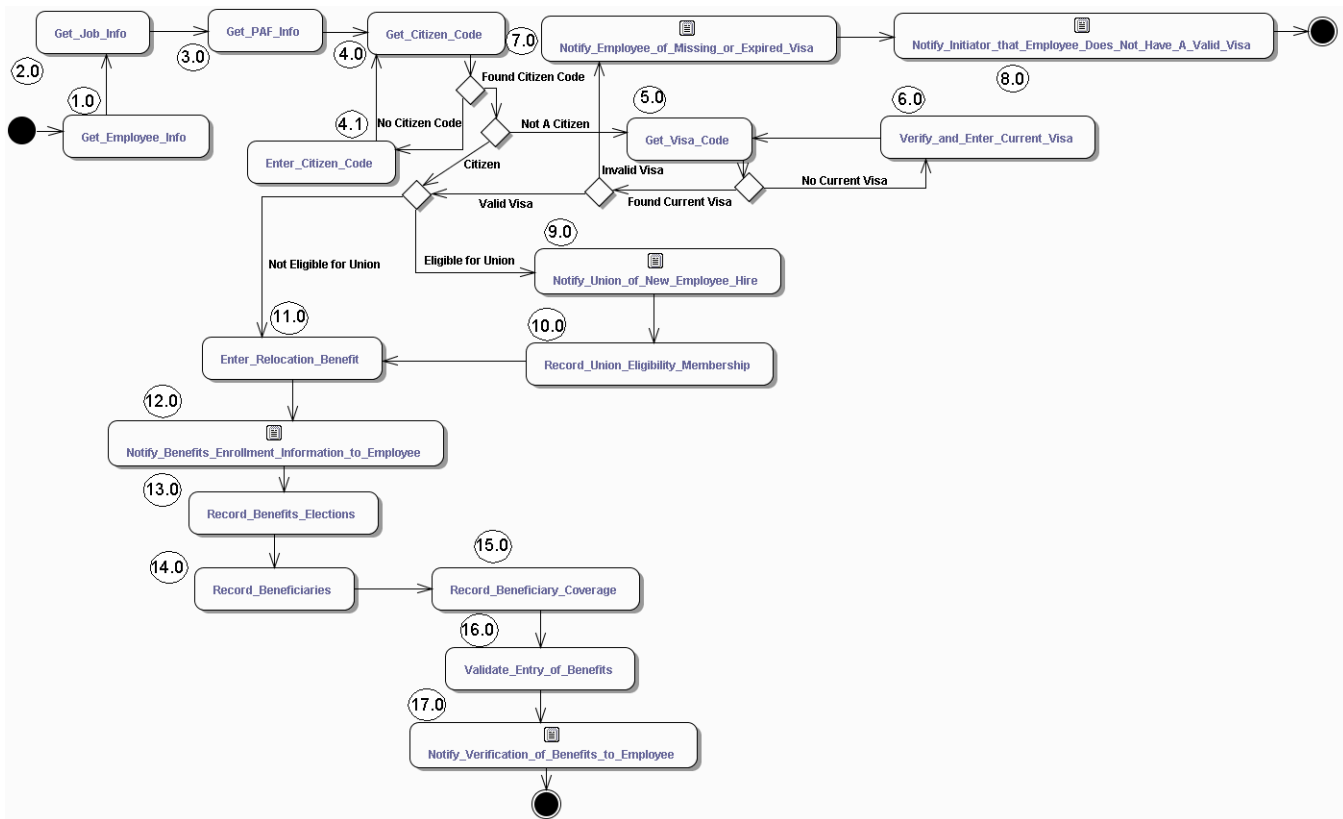 Get_Job_Info
Get_PAF_Info
Get_Citizen_Code
7.0
Notify_Employee_of_Missing_or_Expired_Visa
Notify_Initiator_that_Employee_Does_Not_Have_A_Valid_Visa
2.0
3.0
4.0
8.0
Found Citizen Code
1.0
5.0
6.0
Get_Employee_Info
4.1
No Citizen Code
Not A Citizen
Get_Visa_Code
Verify_and_Enter_Current_Visa
Enter_Citizen_Code
Citizen
Invalid Visa
No Current Visa
Valid Visa
Found Current Visa
9.0
Not Eligible for Union
Eligible for Union
Notify_Union_of_New_Employee_Hire
11.0
10.0
Enter_Relocation_Benefit
Record_Union_Eligibility_Membership
12.0
Notify_Benefits_Enrollment_Information_to_Employee
13.0
Record_Benefits_Elections
14.0
15.0
Record_Beneficiaries
Record_Beneficiary_Coverage
16.0
Validate_Entry_of_Benefits
17.0
Notify_Verification_of_Benefits_to_Employee